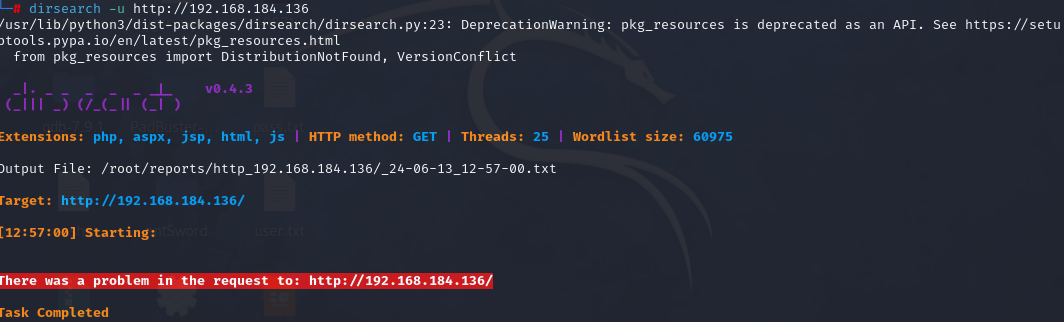 # dirsearch -u http://192.168.184.136
/usr/lib/python3/dist-packages/dirsearch/dirsearch.py:23: DeprecationWarning: pkg_resources is deprecated as an API. See https://setu
ptools.pypa.io/en/latest/pkg_resources.html
from pkg_resources import DistributionNotFound, VersionConflict
v0.4.3
Extensions: php, aspx, jsp, html, js | HTTP method: GET | Threads: 25 | Wordlist size: 60975
Output File: /root/reports/http_192.168.184.136/_24-06-13_12-57-00.txt
Target: http://192.168.184.136/
[12:57:00] Starting:
user.txt
There was a problem in the request to: http://192.168.184.136/
Task Completed